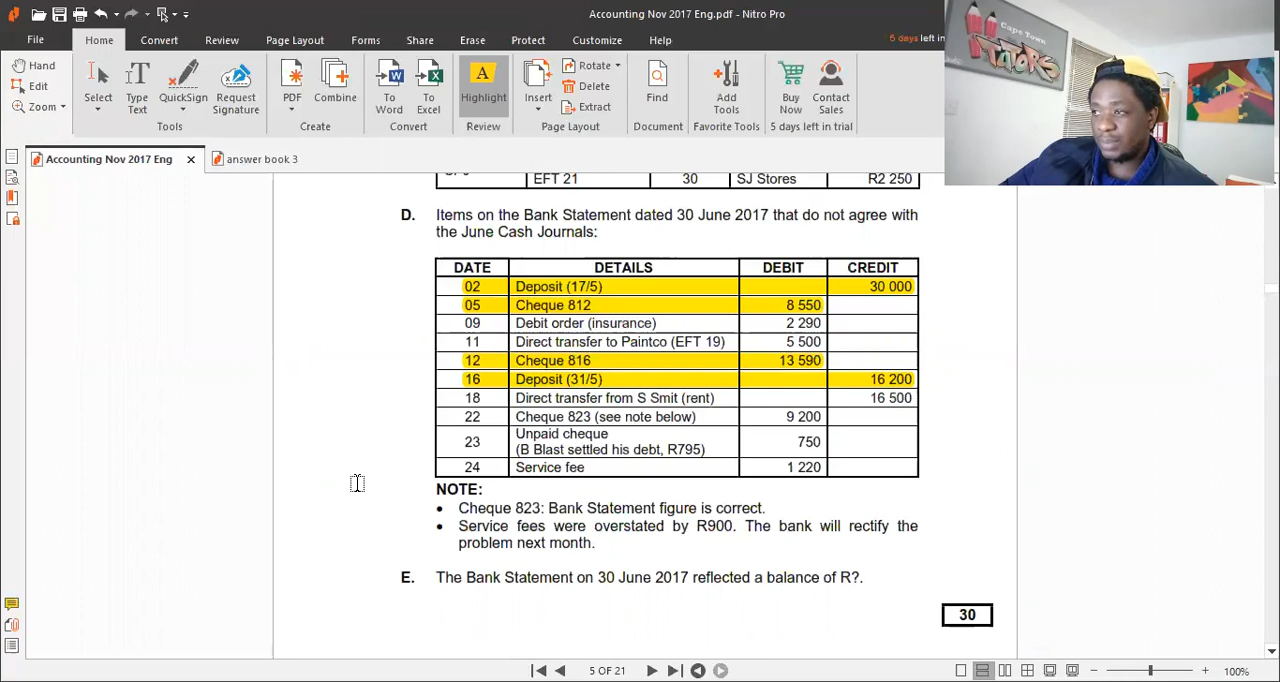 Accounting Nov 2017 Eng.pdf - Nitro Pro
File Home Convert Review Page Layout Forms Share Erase Protect Customize Help
5 days left in
Hand
Edit
Zoom
Select
Type Text
QuickSign
Request Signature
Tools
PDF
Combine
Create
To Word
To Excel
Convert
Highlight
Review
Insert
Rotate
Delete
Extract
Page Layout
Find
Document
Add Tools
Favorite Tools
Buy Now
Contact Sales
5 days left in trial
Cape Town
TUTORS
Accounting Nov 2017 Eng
answer book 3
EFT 21 30 SJ Stores R2 250
D. Items on the Bank Statement dated 30 June 2017 that do not agree with
the June Cash Journals:
DATE DETAILS DEBIT CREDIT
02 Deposit (17/5) 30 000
05 Cheque 812 8 550
09 Debit order (insurance) 2 290
11 Direct transfer to Paintco (EFT 19) 5 500
12 Cheque 816 13 590
16 Deposit (31/5) 16 200
18 Direct transfer from S Smit (rent) 16 500
22 Cheque 823 (see note below) 9 200
23 Unpaid cheque
(B Blast settled his debt, R795) 750
24 Service fee 1 220
NOTE:
• Cheque 823: Bank Statement figure is correct.
• Service fees were overstated by R900. The bank will rectify the
problem next month.
E. The Bank Statement on 30 June 2017 reflected a balance of R?.
30
5 OF 21
100%